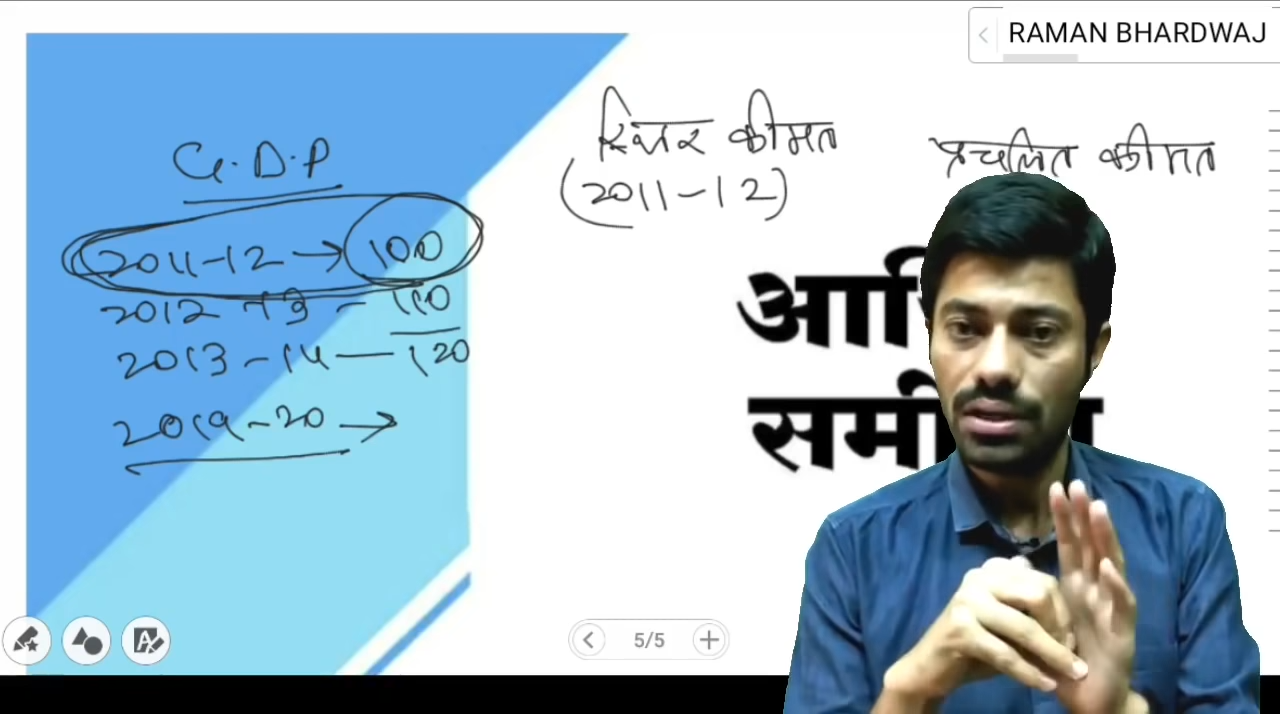 RAMAN BHARDWAJ
G.D.P
2011-12 → 100
2012-13 - 110
2013-14 — 120
2019-20 →
स्थिर कीमत
(2011-12)
प्रचलित कीमत
5/5